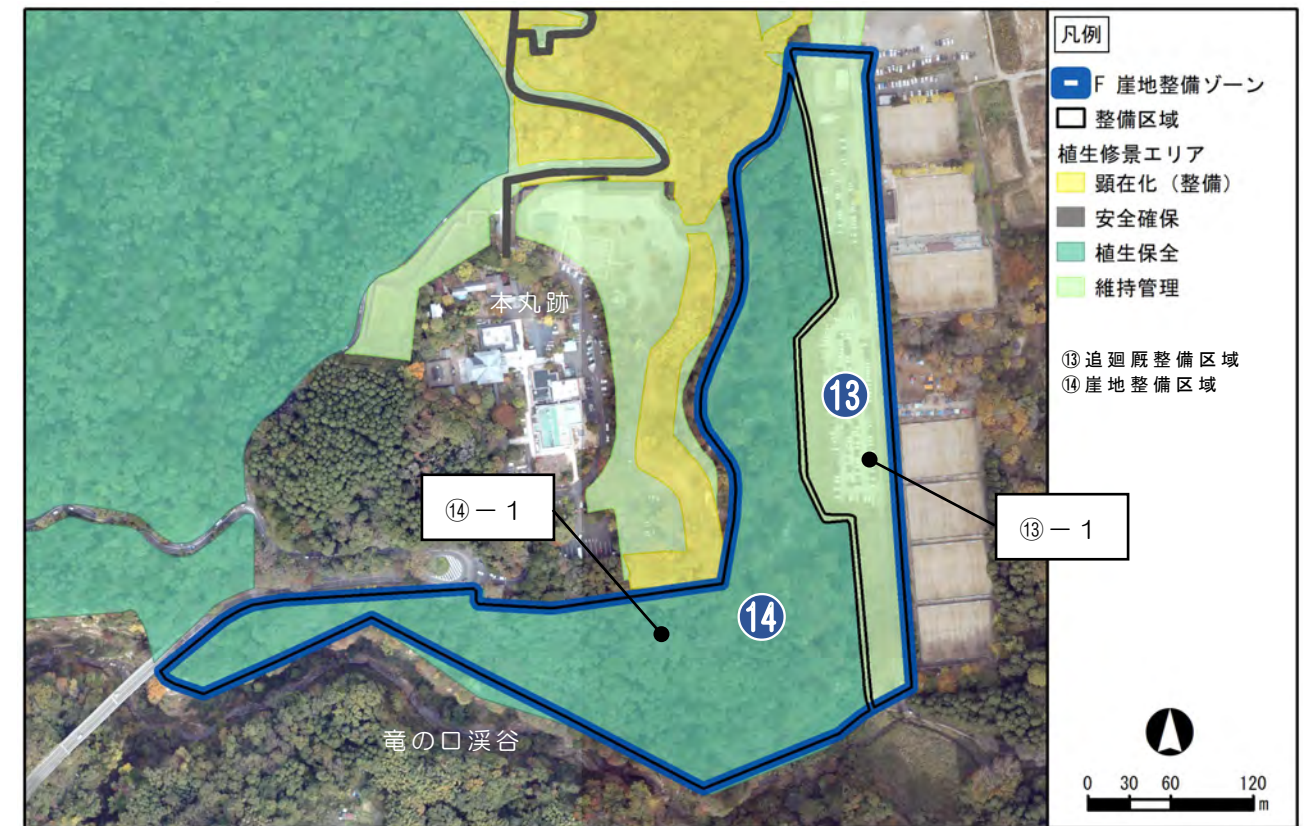 凡例
F 崖地整備ゾーン
整備区域
植生修景エリア
顕在化（整備）
安全確保
植生保全
維持管理
⑬追廻厩整備区域
⑭崖地整備区域
本丸跡
⑬
⑭－１
⑬－１
⑭
竜の口渓谷
0 30 60 120
m